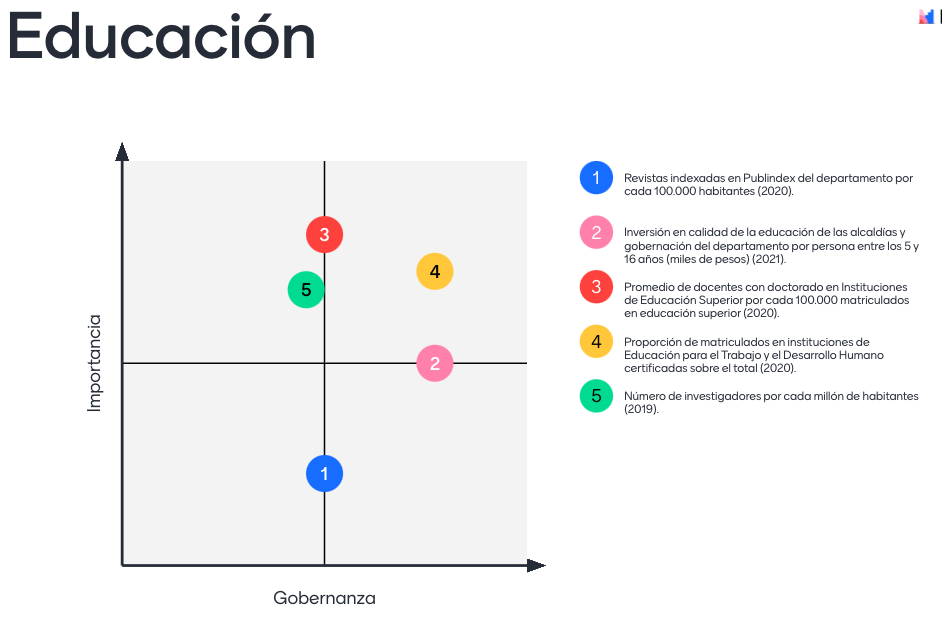 Educación
1 Revistas indexadas en Publindex del departamento por
cada 100.000 habitantes (2020).
2 Inversión en calidad de la educación de las alcaldías y
gobernación del departamento por persona entre los 5 y
16 años (miles de pesos) (2021).
3 Promedio de docentes con doctorado en Instituciones
de Educación Superior por cada 100.000 matriculados
en educación superior (2020).
4 Proporción de matriculados en instituciones de
Educación para el Trabajo y el Desarrollo Humano
certificadas sobre el total (2020).
5 Número de investigadores por cada millón de habitantes
(2019).
3
4
5
2
1
Importancia
Gobernanza